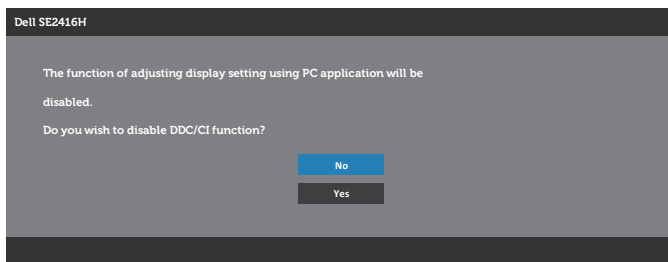 Dell SE2416H
The function of adjusting display setting using PC application will be
disabled.
Do you wish to disable DDC/CI function?
No
Yes